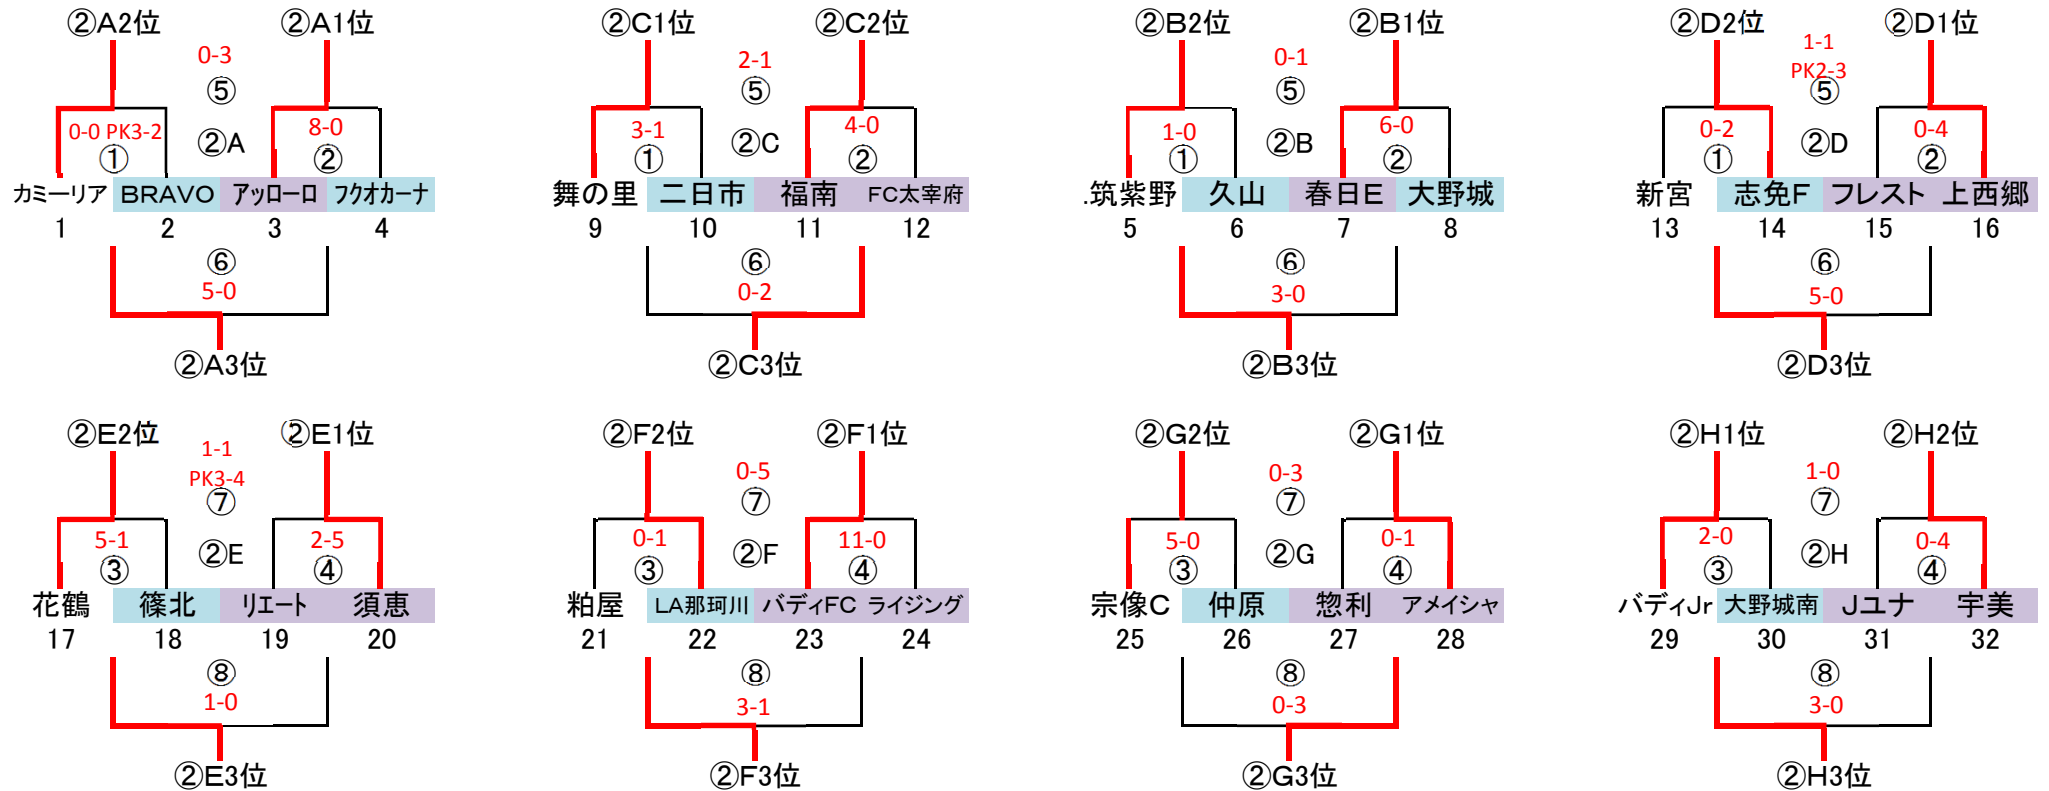 ②A2位 ②A1位 ②C1位 ②C2位 ②B2位 ②B1位 ②D2位 ②D1位
0-3 2-1 0-1 1-1
PK2-3
⑤ ⑤ ⑤ ⑤
0-0 PK3-2 8-0 3-1 4-0 1-0 6-0 0-2 0-4
① ②A ② ① ②C ② ① ②B ② ① ②D ②
カミーリア BRAVO アッローロ フクオカーナ 舞の里 二日市 福南 FC太宰府 .筑紫野 久山 春日E 大野城 新宮 志免F フレスト 上西郷
1 2 3 4 9 10 11 12 5 6 7 8 13 14 15 16
⑥ ⑥ ⑥ ⑥
5-0 0-2 3-0 5-0
②A3位 ②C3位 ②B3位 ②D3位
②E2位 ②E1位 ②F2位 ②F1位 ②G2位 ②G1位 ②H1位 ②H2位
1-1 0-5 0-3 1-0
PK3-4
⑦ ⑦ ⑦ ⑦
5-1 2-5 0-1 11-0 5-0 0-1 2-0 0-4
③ ②E ④ ③ ②F ④ ③ ②G ④ ③ ②H ④
花鶴 篠北 リエート 須恵 粕屋 LA那珂川 バディFC ライジング 宗像C 仲原 惣利 アメイシャ バディJr 大野城南 Jユナ 宇美
17 18 19 20 21 22 23 24 25 26 27 28 29 30 31 32
⑧ ⑧ ⑧ ⑧
1-0 3-1 0-3 3-0
②E3位 ②F3位 ②G3位 ②H3位